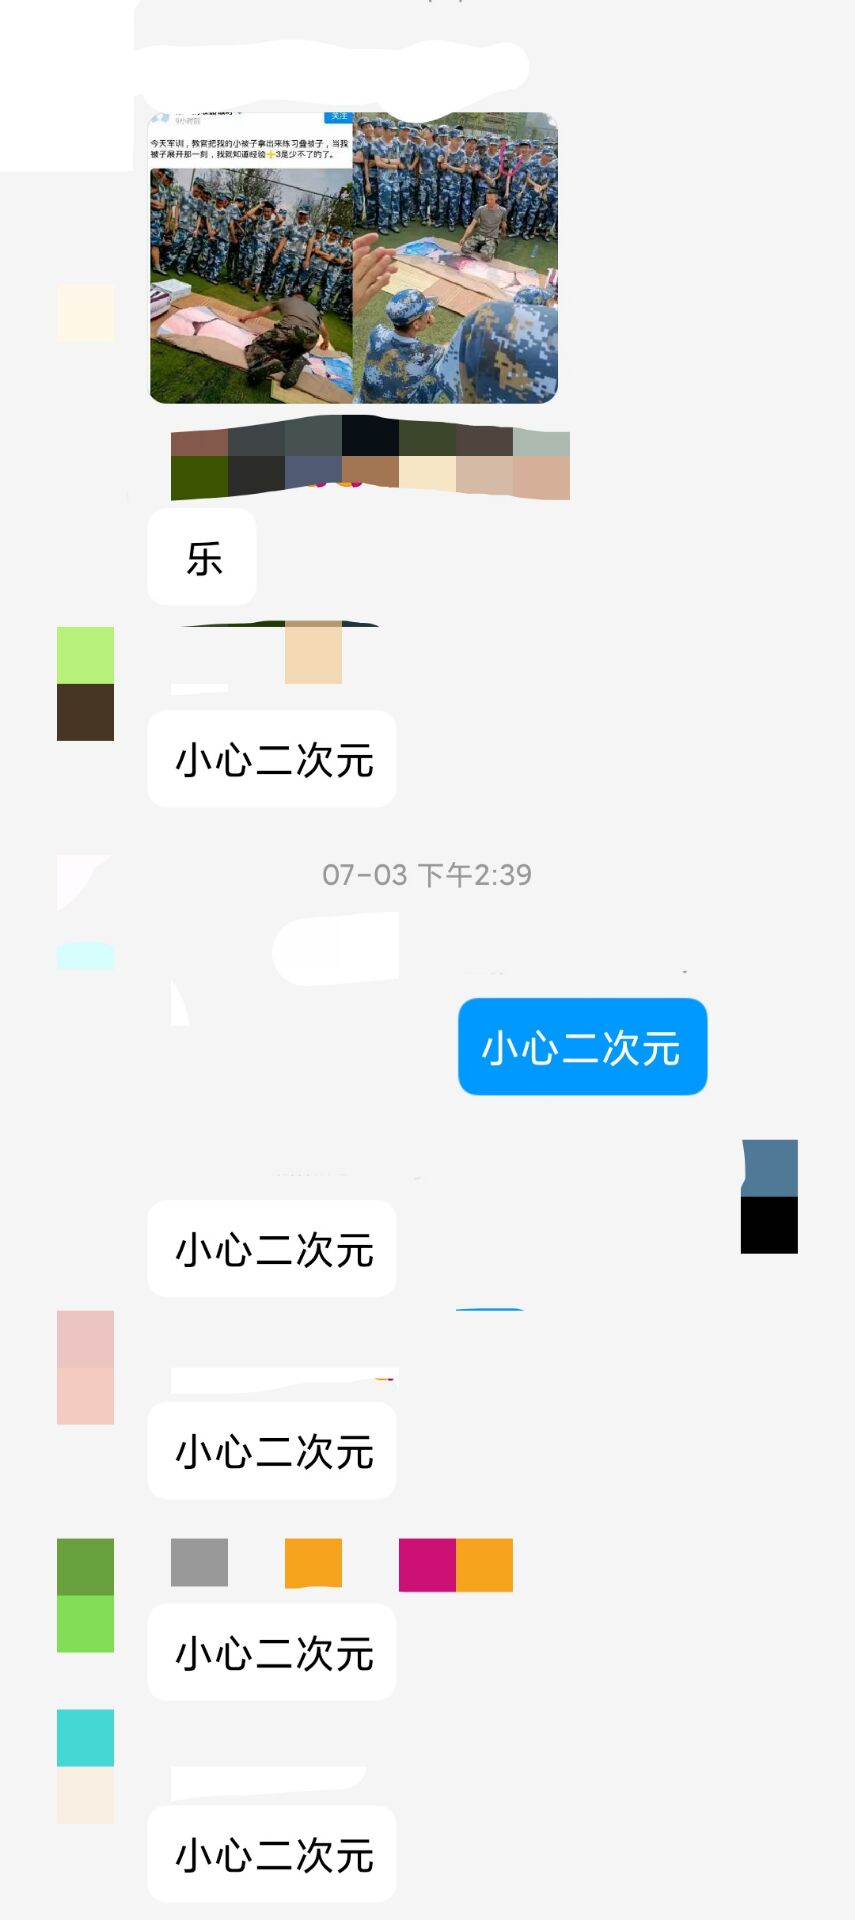 9小时前
关注
今天军训，教官把我的小被子拿出来练习叠被子，当我
被子展开那一刻，我就知道经验➕3是少不了的了。
乐
小心二次元
07-03 下午2:39
小心二次元
小心二次元
小心二次元
小心二次元
小心二次元